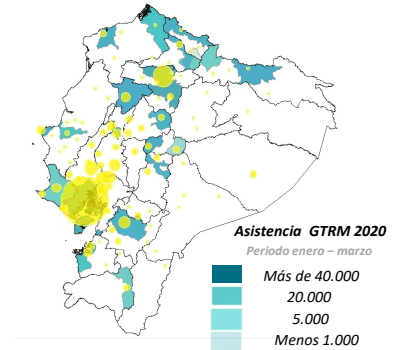 Asistencia GTRM 2020
Periodo enero – marzo
Más de 40.000
20.000
5.000
Menos 1.000